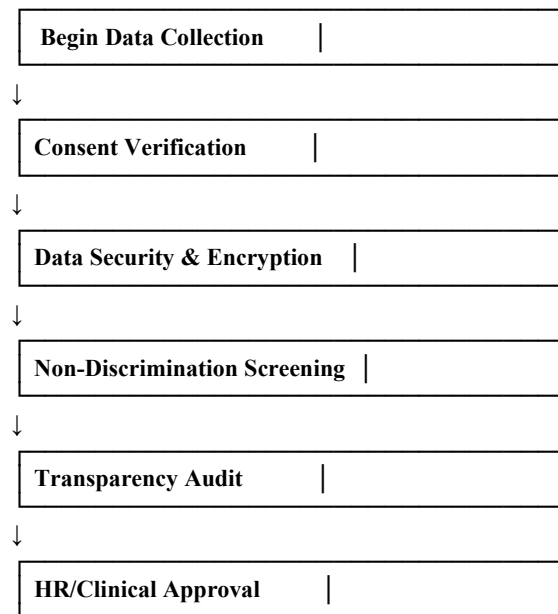 Begin Data Collection │
↓
Consent Verification │
↓
Data Security & Encryption │
↓
Non-Discrimination Screening │
↓
Transparency Audit │
↓
HR/Clinical Approval │